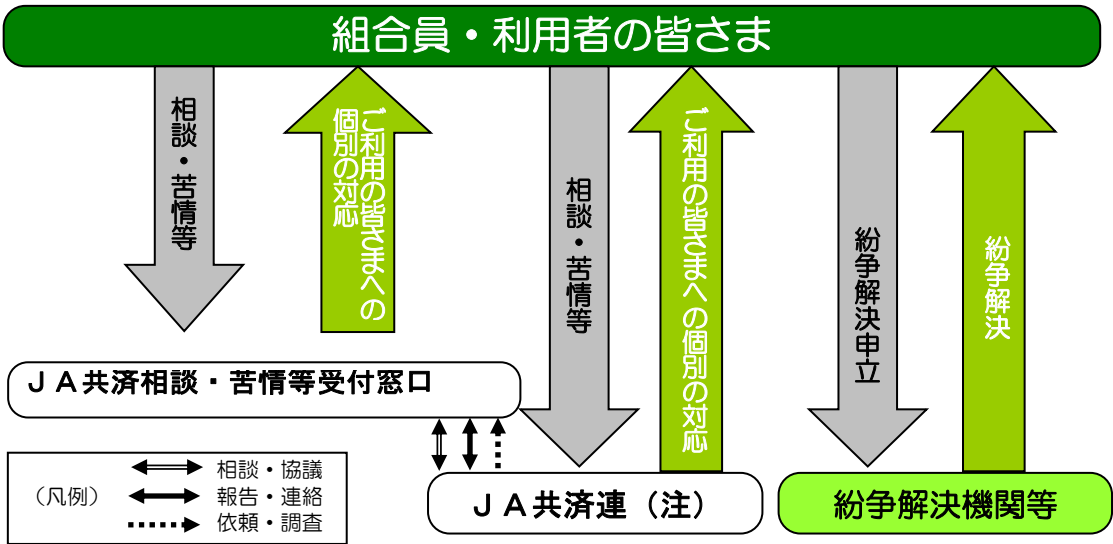 組合員・利用者の皆さま
相談・苦情等
ご利用の皆さまへの
個別の対応
相談・苦情等
ご利用の皆さまへの個別の対応
紛争解決申立
紛争解決
ＪＡ共済相談・苦情等受付窓口
（凡例）
相談・協議
報告・連絡
依頼・調査
ＪＡ共済連（注）
紛争解決機関等